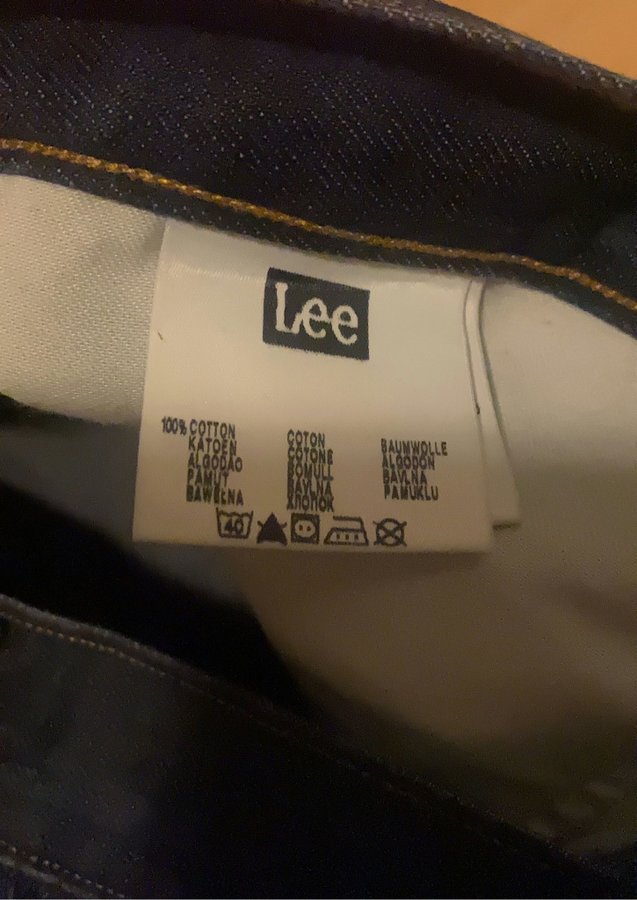 Lee
100% COTTON
KATOEN
ALGODAO
PAMUT
BAWEŁNA
COTON
COTONE
BOMULL
BAVLNA
ХЛОПОК
BAUMWOLLE
ALGODON
BAVLNA
PAMUKLU
40